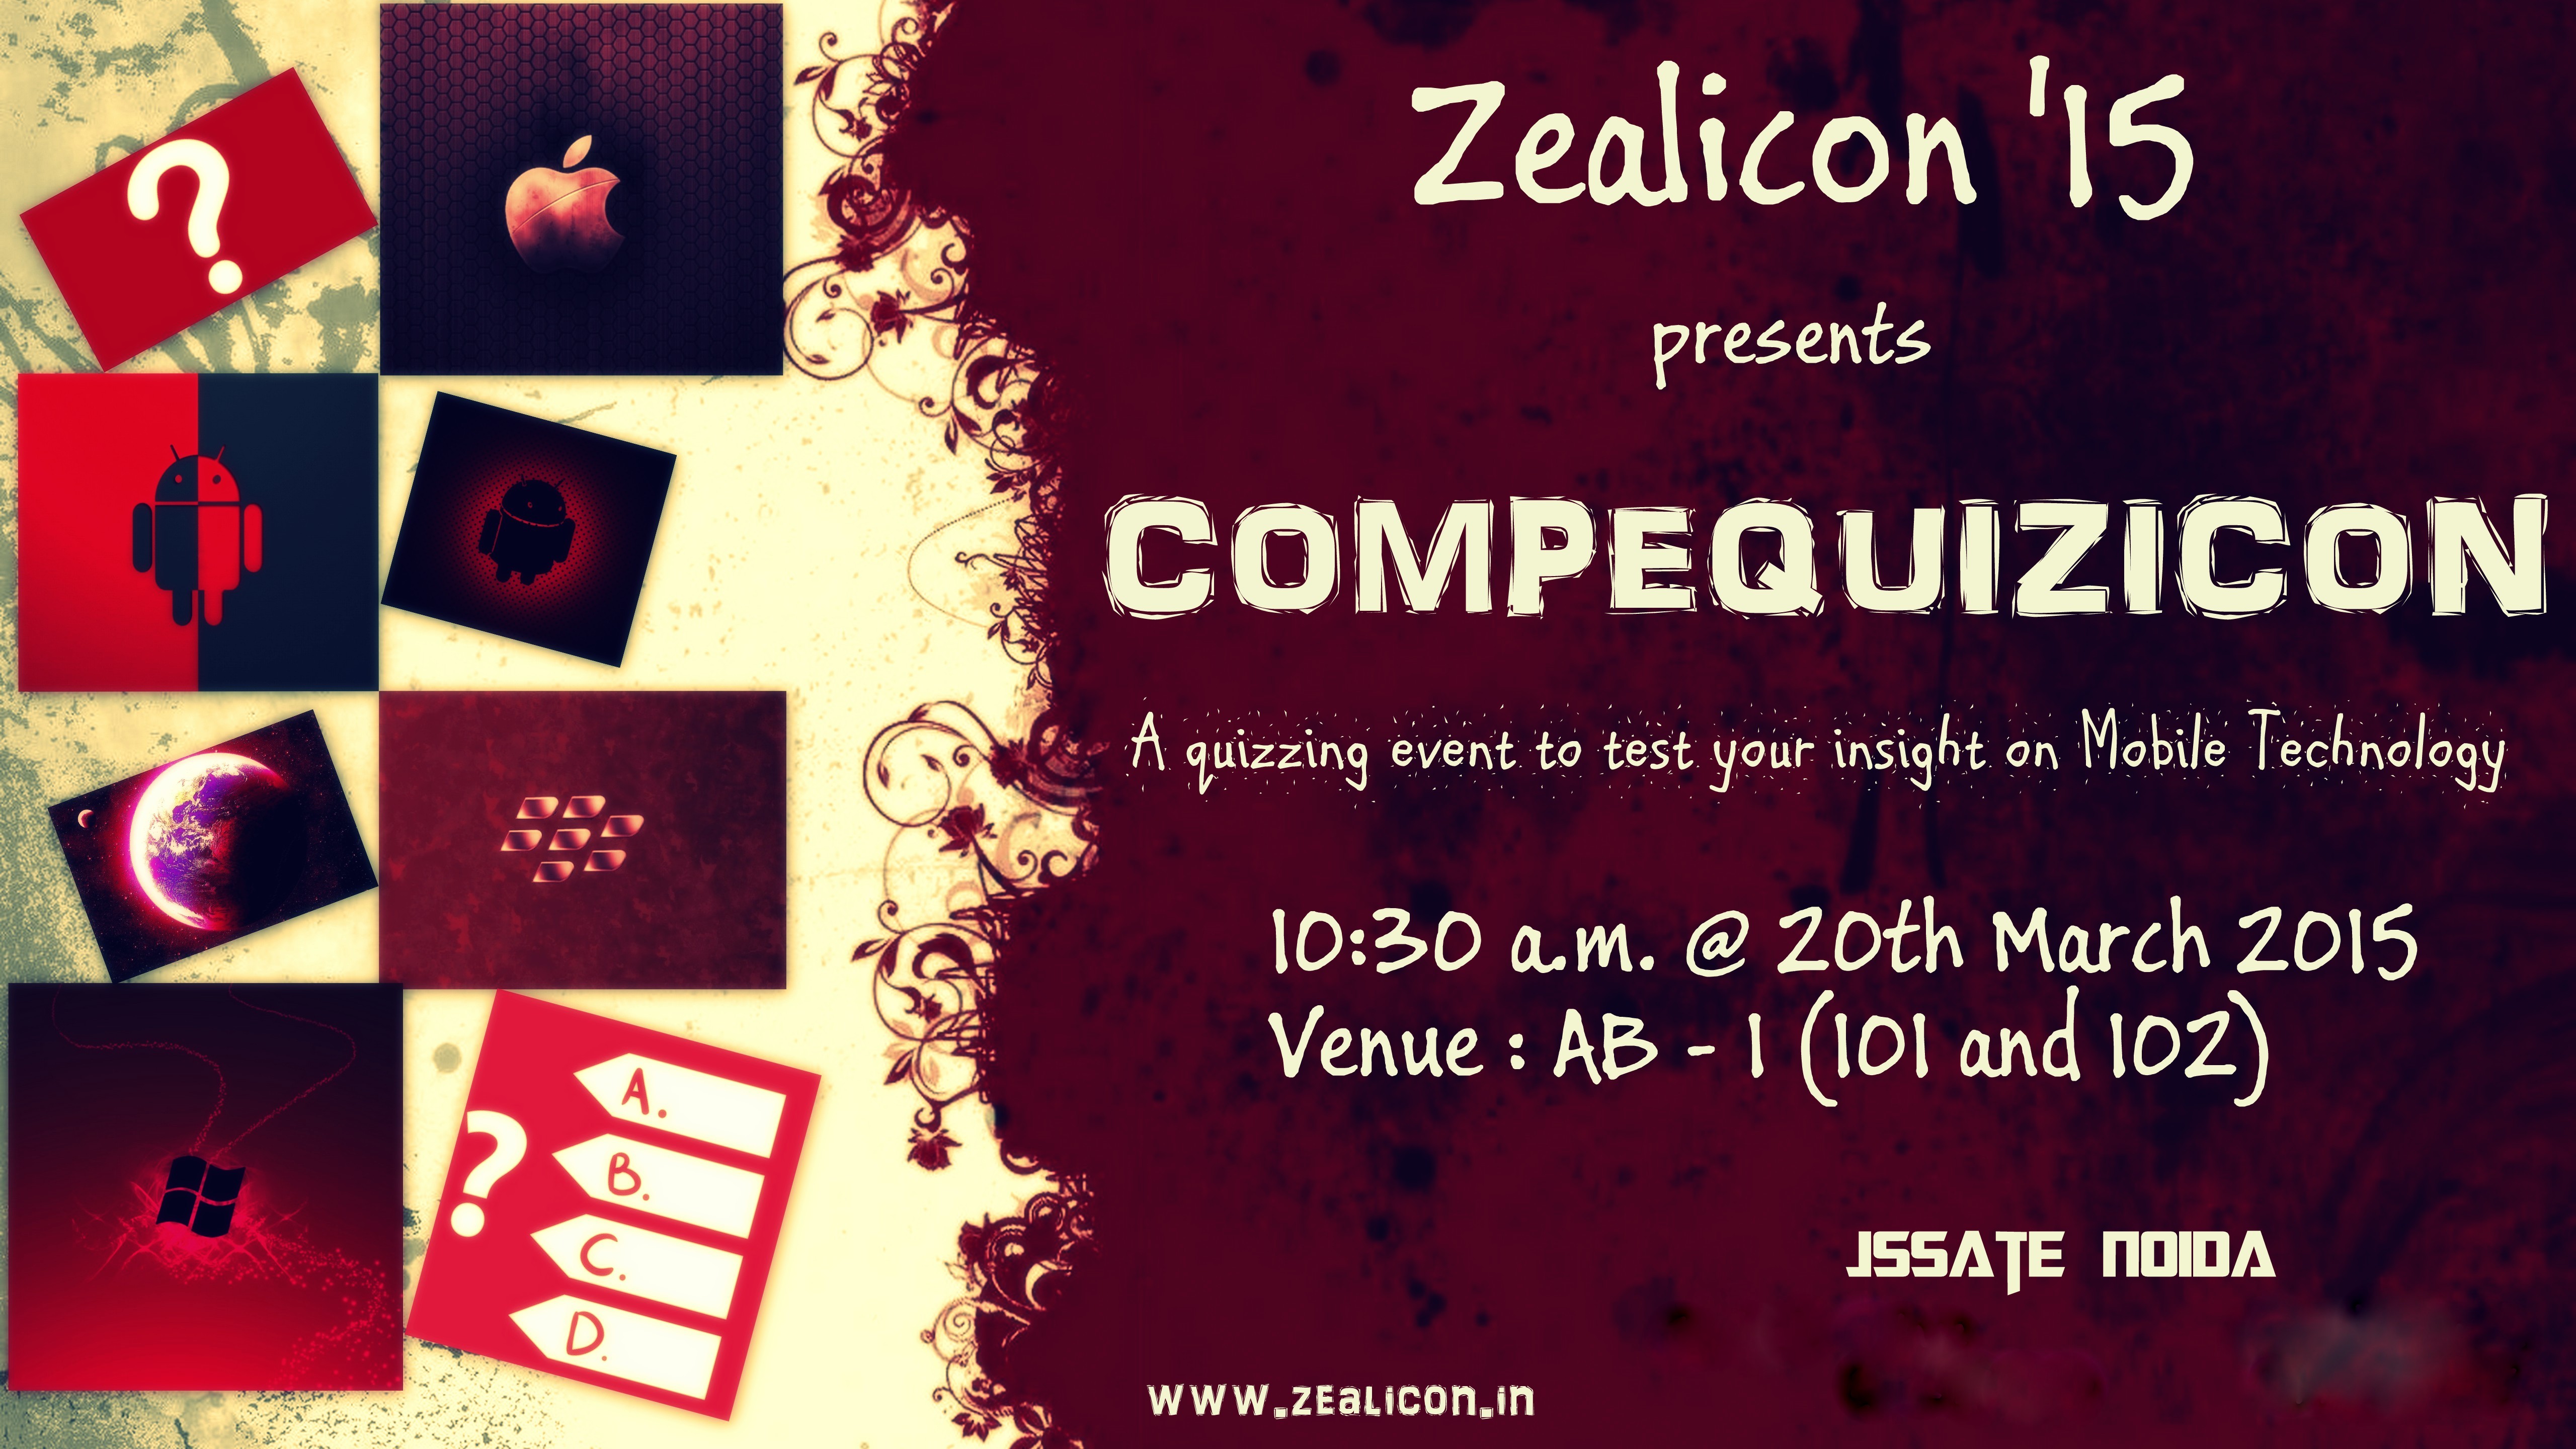 ?
Zealicon '15
presents
COMPEQUIZICON
A quizzing event to test your insight on Mobile Technology
10:30 a.m. @ 20th March 2015
Venue : AB - 1 (101 and 102)
?
A.
B.
C.
D.
JSSATE NOIDA
www.zealicon.in